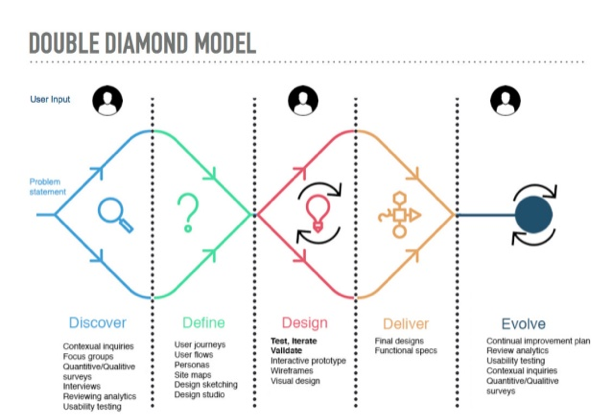 DOUBLE DIAMOND MODEL
User Input
Problem
statement
?
Discover
Contexual inquiries
Focus groups
Quantitive/Qualitive
surveys
Interviews
Reviewing analytics
Usability testing
Define
User journeys
User flows
Personas
Site maps
Design sketching
Design studio
Design
Test, Iterate
Validate
Interactive prototype
Wireframes
Visual design
Deliver
Final designs
Functional specs
Evolve
Continual improvement plan
Review analytics
Usability testing
Contexual inquiries
Quantitive/Qualitive
surveys